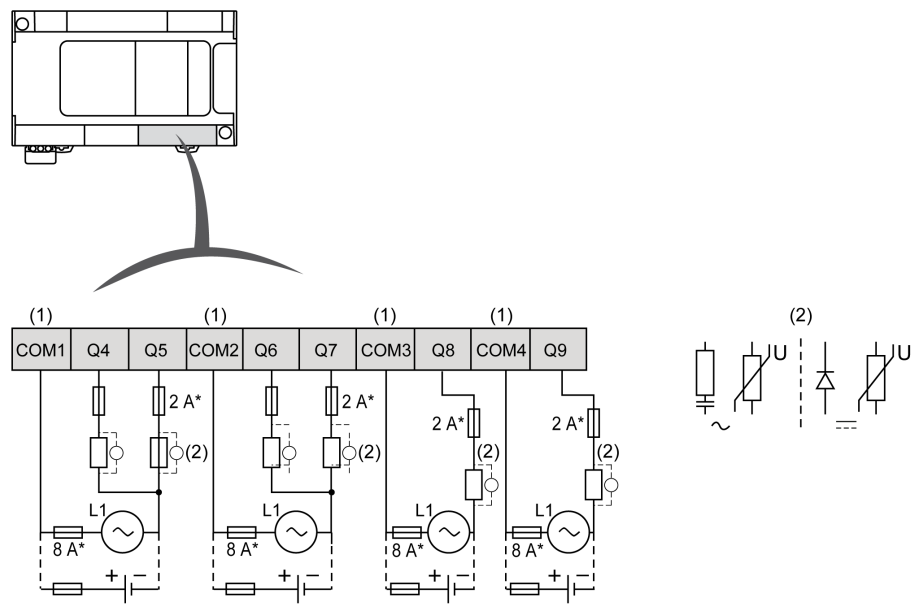 (1) (1) (1) (1) (2)
COM1 Q4 Q5 COM2 Q6 Q7 COM3 Q8 COM4 Q9
U U
2 A* 2 A*
2 A* 2 A*
(2) (2) (2) (2)
L1 L1 L1 L1
8 A* 8 A* 8 A* 8 A*
+ − + − + − + −